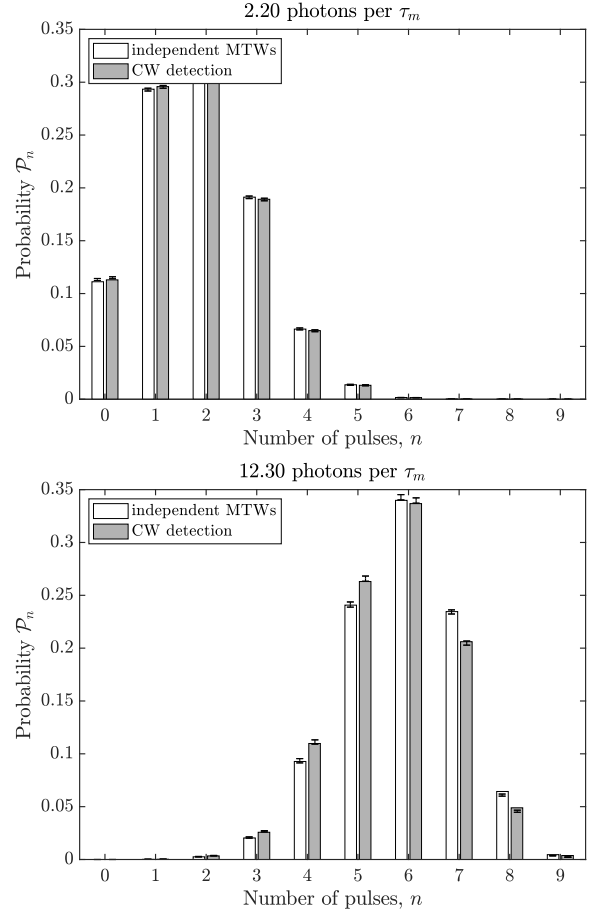 2.20 photons per τₘ
0.35
independent MTWs
CW detection
0.3
0.25
0.2
0.15
0.1
0.05
0
Probability 𝒫ₙ
0 1 2 3 4 5 6 7 8 9
Number of pulses, n
12.30 photons per τₘ
0.35
independent MTWs
CW detection
0.3
0.25
0.2
0.15
0.1
0.05
0
Probability 𝒫ₙ
0 1 2 3 4 5 6 7 8 9
Number of pulses, n